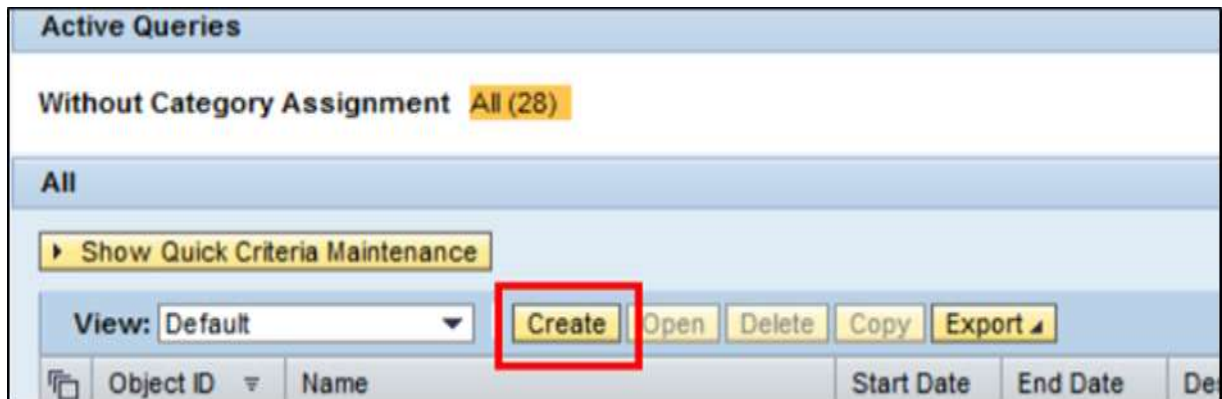 Active Queries
Without Category Assignment All (28)
All
Show Quick Criteria Maintenance
View: Default Create Open Delete Copy Export
Object ID Name Start Date End Date